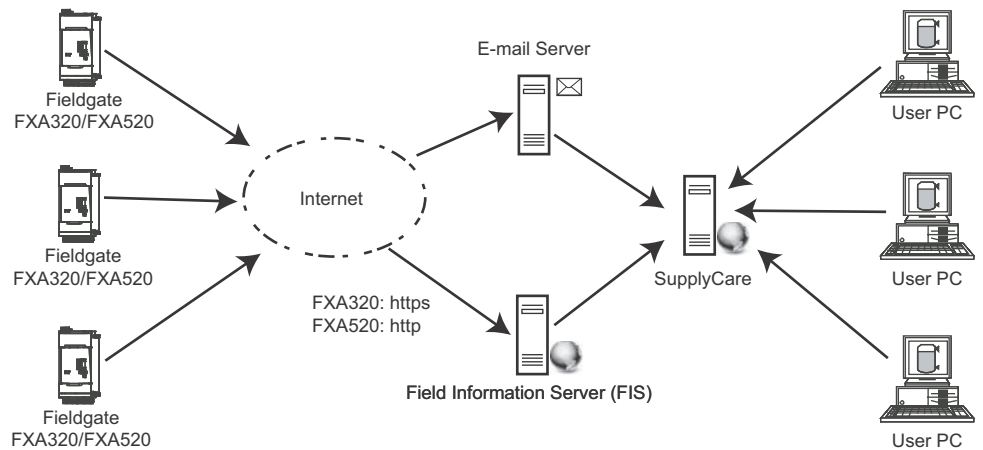 E-mail Server
Fieldgate
FXA320/FXA520
User PC
Internet
Fieldgate
FXA320/FXA520
SupplyCare
User PC
FXA320: https
FXA520: http
Field Information Server (FIS)
Fieldgate
FXA320/FXA520
User PC